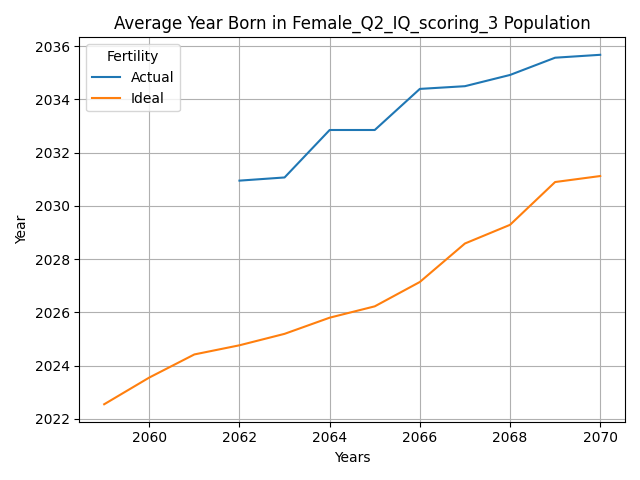 Average Year Born in Female_Q2_IQ_scoring_3 Population
Fertility
Actual
Ideal
2036
2034
2032
2030
2028
2026
2024
2022
Year
2060
2062
2064
2066
2068
2070
Years